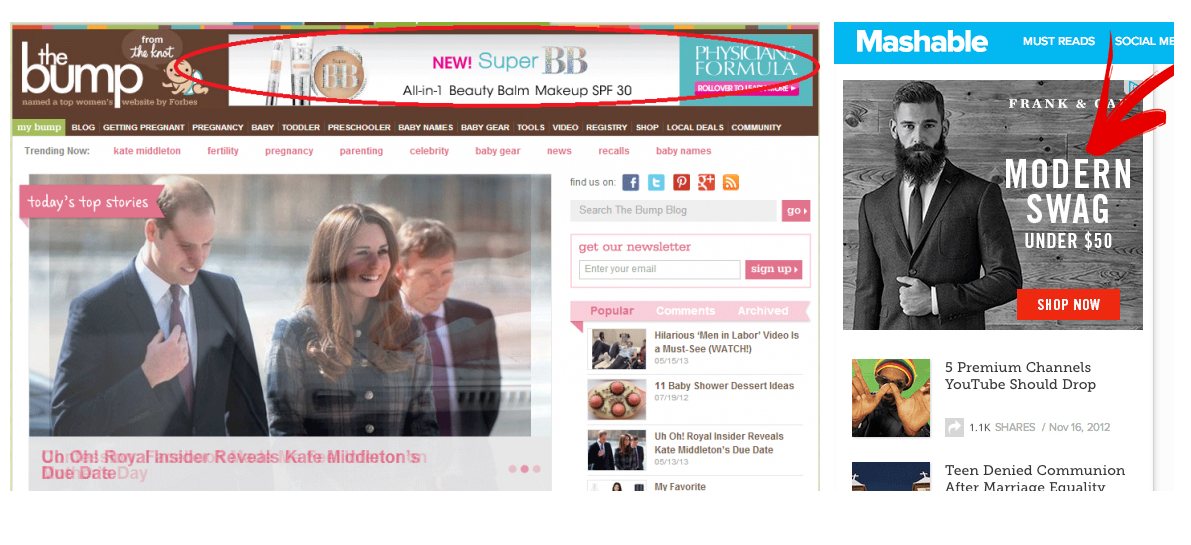 the
bump
from
the knot
named a top women's website by Forbes
NEW! Super BB
All-in-1 Beauty Balm Makeup SPF 30
BB
PHYSICIANS
FORMULA
ROLLOVER TO LEARN MORE
my bump BLOG GETTING PREGNANT PREGNANCY BABY TODDLER PRESCHOOLER BABY NAMES BABY GEAR TOOLS VIDEO REGISTRY SHOP LOCAL DEALS COMMUNITY
Trending Now: kate middleton fertility pregnancy parenting celebrity baby gear news recalls baby names
today's top stories
Uh Oh! Royal Insider Reveals Kate Middleton's
Due Date
Day
find us on:
Search The Bump Blog go
get our newsletter
Enter your email sign up
Popular Comments Archived
Hilarious 'Men in Labor' Video Is
a Must-See (WATCH!)
05/15/13
11 Baby Shower Dessert Ideas
07/19/12
Uh Oh! Royal Insider Reveals
Kate Middleton's Due Date
05/13/13
My Favorite
Mashable MUST READS SOCIAL ME
FRANK &
MODERN
SWAG
UNDER $50
SHOP NOW
5 Premium Channels
YouTube Should Drop
1.1K SHARES / Nov 16, 2012
Teen Denied Communion
After Marriage Equality